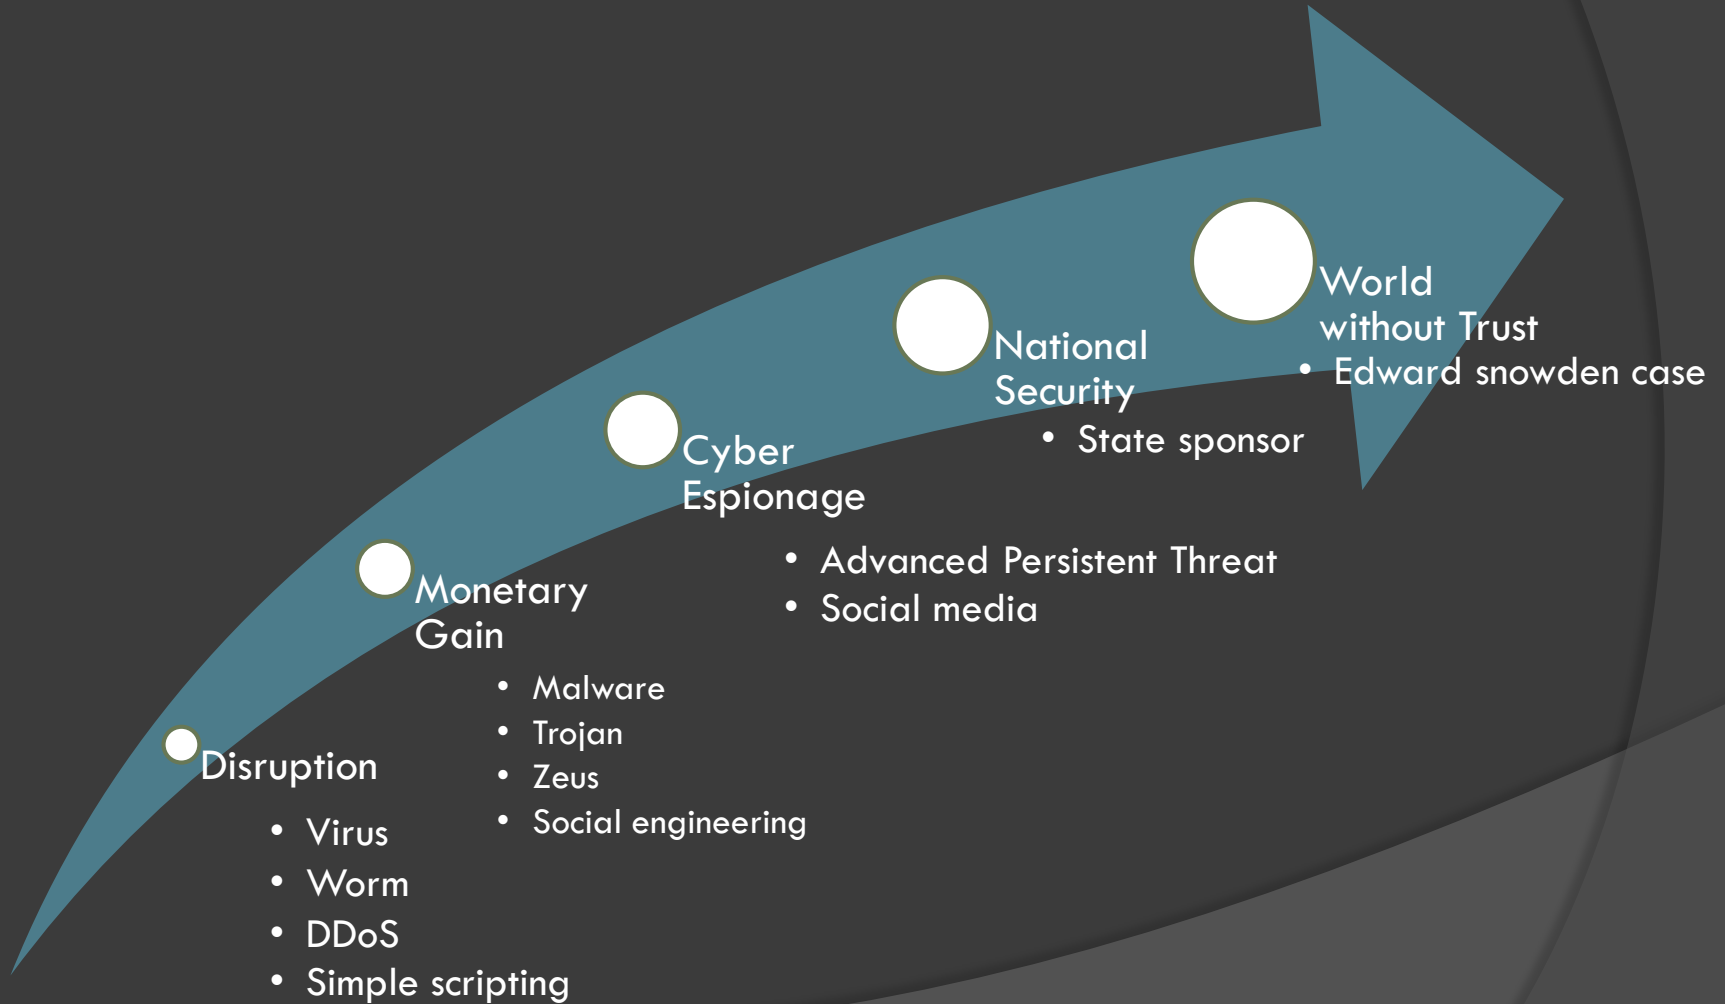 Disruption
• Virus
• Worm
• DDoS
• Simple scripting
Monetary
Gain
• Malware
• Trojan
• Zeus
• Social engineering
Cyber
Espionage
• Advanced Persistent Threat
• Social media
National
Security
• State sponsor
World
without Trust
• Edward snowden case